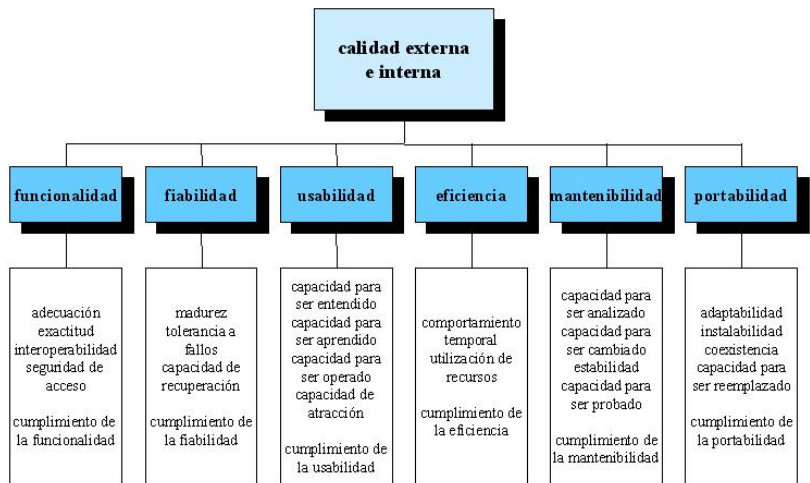 calidad externa
e interna
funcionalidad
fiabilidad
usabilidad
eficiencia
mantenibilidad
portabilidad
adecuación
exactitud
interoperabilidad
seguridad de
acceso
cumplimiento de
la funcionalidad
madurez
tolerancia a
fallos
capacidad de
recuperación
cumplimiento de
la fiabilidad
capacidad para
ser entendido
capacidad para
ser aprendido
capacidad para
ser operado
capacidad de
atracción
cumplimiento de
la usabilidad
comportamiento
temporal
utilización de
recursos
cumplimiento de
la eficiencia
capacidad para
ser analizado
capacidad para
ser cambiado
estabilidad
capacidad para
ser probado
cumplimiento de
la mantenibilidad
adaptabilidad
instalabilidad
coexistencia
capacidad para
ser reemplazado
cumplimiento de
la portabilidad